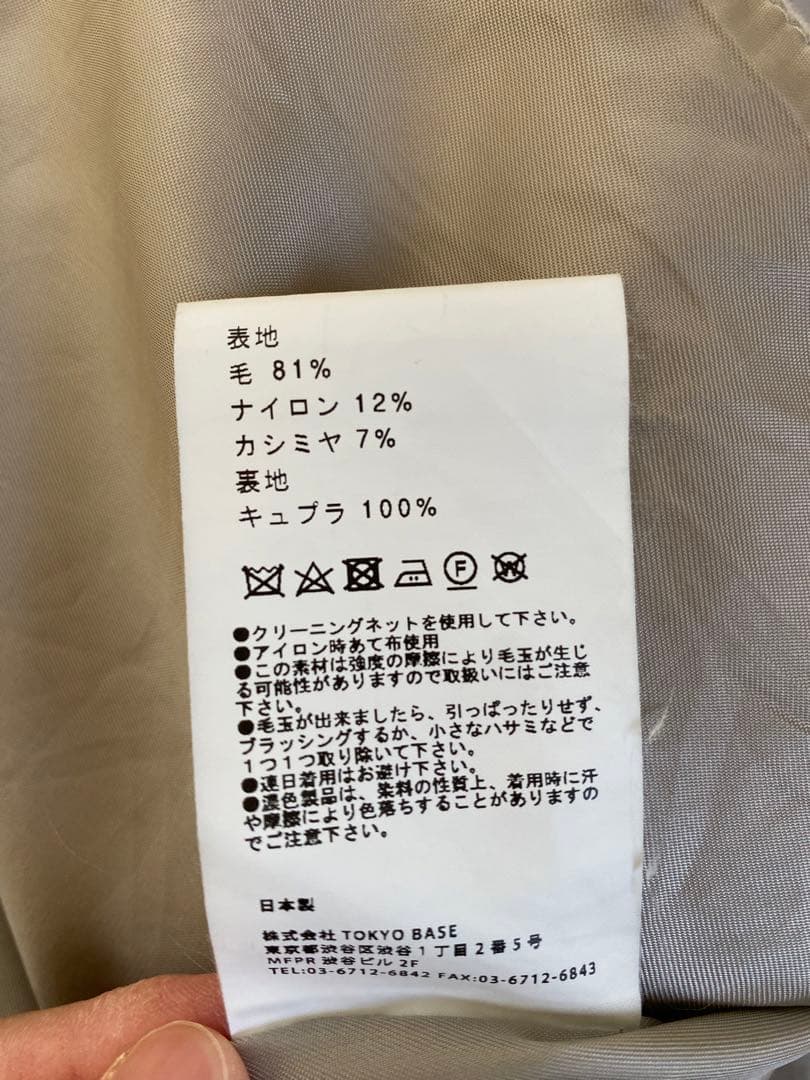 表地
毛 81%
ナイロン 12%
カシミヤ 7%
裏地
キュプラ 100%
F W
●クリーニングネットを使用して下さい。
●アイロン時あて布使用
●この素材は強度の摩擦により毛玉が生じ
る可能性がありますので取扱いにはご注意
下さい。
●毛玉が出来ましたら、引っぱったりせず、
ブラッシングするか、小さなハサミなどで
1つ1つ取り除いて下さい。
●連日着用はお避け下さい。
●濃色製品は、染料の性質上、着用時に汗
や摩擦により色落ちすることがありますの
でご注意下さい。
日本製
株式会社 TOKYO BASE
東京都渋谷区渋谷1丁目2番5号
MFPR 渋谷ビル 2F
TEL:03-6712-6842 FAX:03-6712-6843